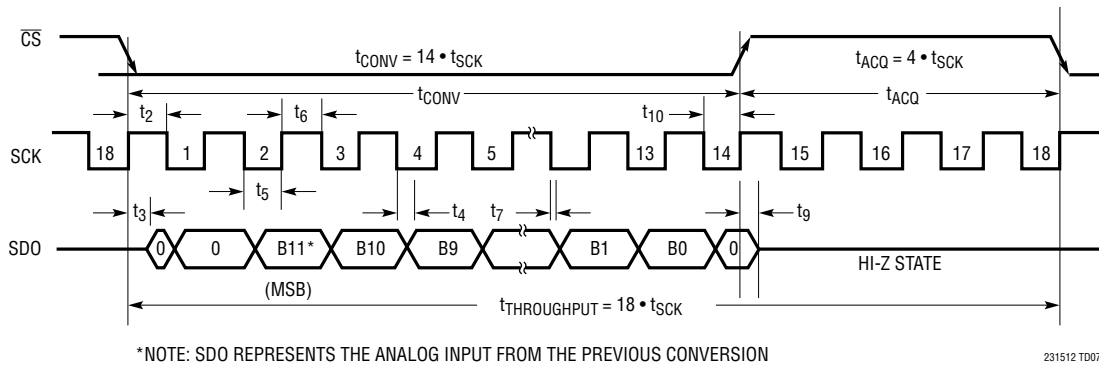 CS
tCONV = 14 • tSCK
tACQ = 4 • tSCK
tCONV
tACQ
t2
t6
t10
SCK
18
1
2
3
4
5
13
14
15
16
17
18
t3
t5
t4
t7
t9
SDO
0
0
B11*
B10
B9
B1
B0
0
HI-Z STATE
(MSB)
tTHROUGHPUT = 18 • tSCK
*NOTE: SDO REPRESENTS THE ANALOG INPUT FROM THE PREVIOUS CONVERSION
231512 TD07